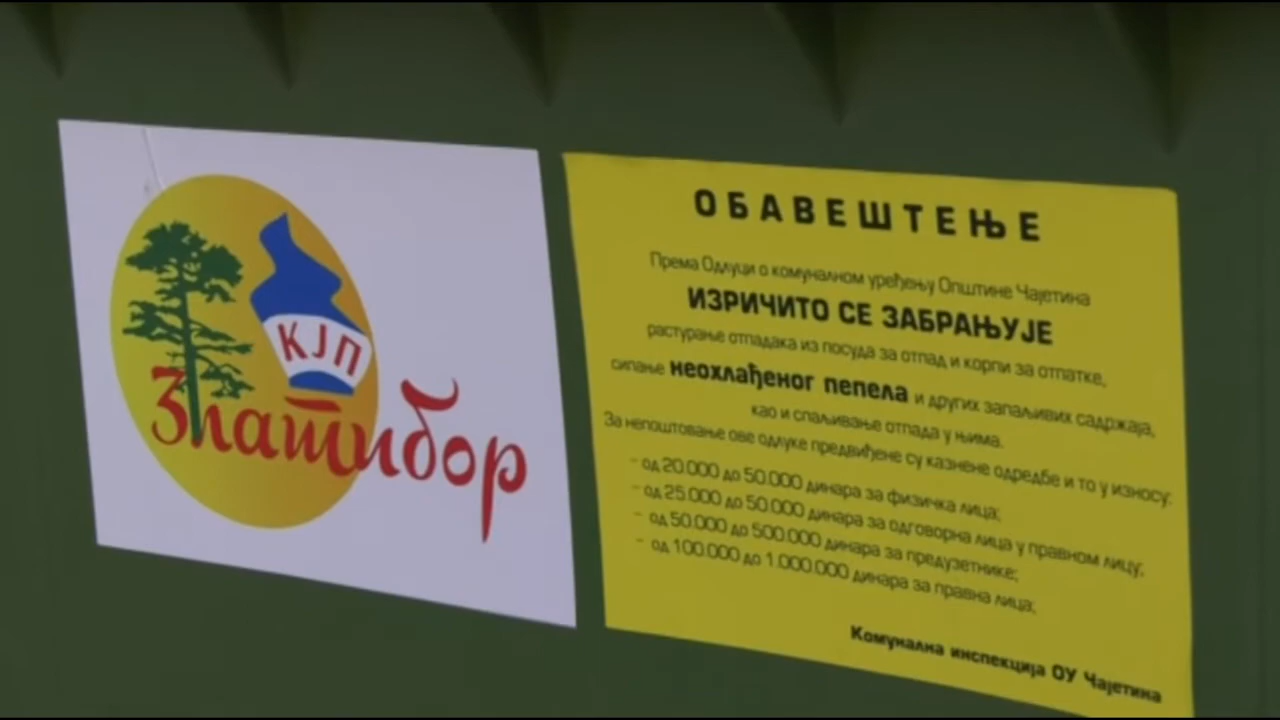 КЈП
Златибор
ОБАВЕШТЕЊЕ
Према Одлуци о комуналном уређењу Општине Чајетина
ИЗРИЧИТО СЕ ЗАБРАЊУЈЕ
растурање отпадака из посуда за отпад и корпи за отпатке,
сипање неохлађеног пепела и других запаљивих садржаја,
као и спаљивање отпада у њима.
За непоштовање ове одлуке предвиђене су казнене одредбе и то у износу:
- од 20.000 до 50.000 динара за физичка лица;
- од 25.000 до 50.000 динара за одговорна лица у правном лицу;
- од 50.000 до 500.000 динара за предузетнике;
- од 100.000 до 1.000.000 динара за правна лица;
Комунална инспекција ОУ Чајетина